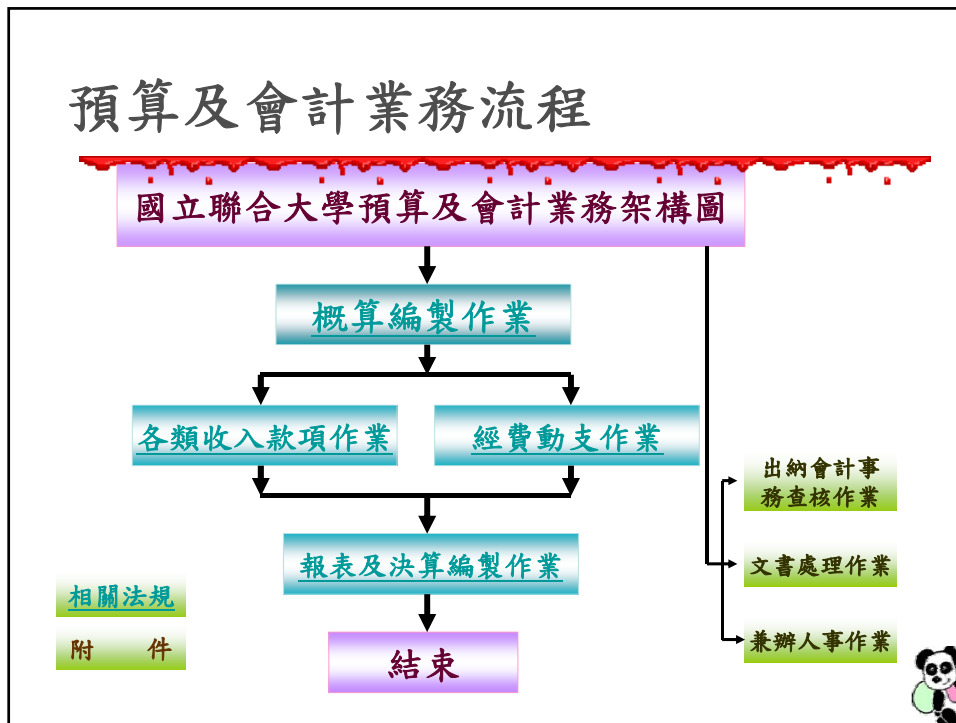 預算及會計業務流程
國立聯合大學預算及會計業務架構圖
概算編製作業
各類收入款項作業
經費動支作業
出納會計事
務查核作業
報表及決算編製作業
文書處理作業
相關法規
附　　件
兼辦人事作業
結束